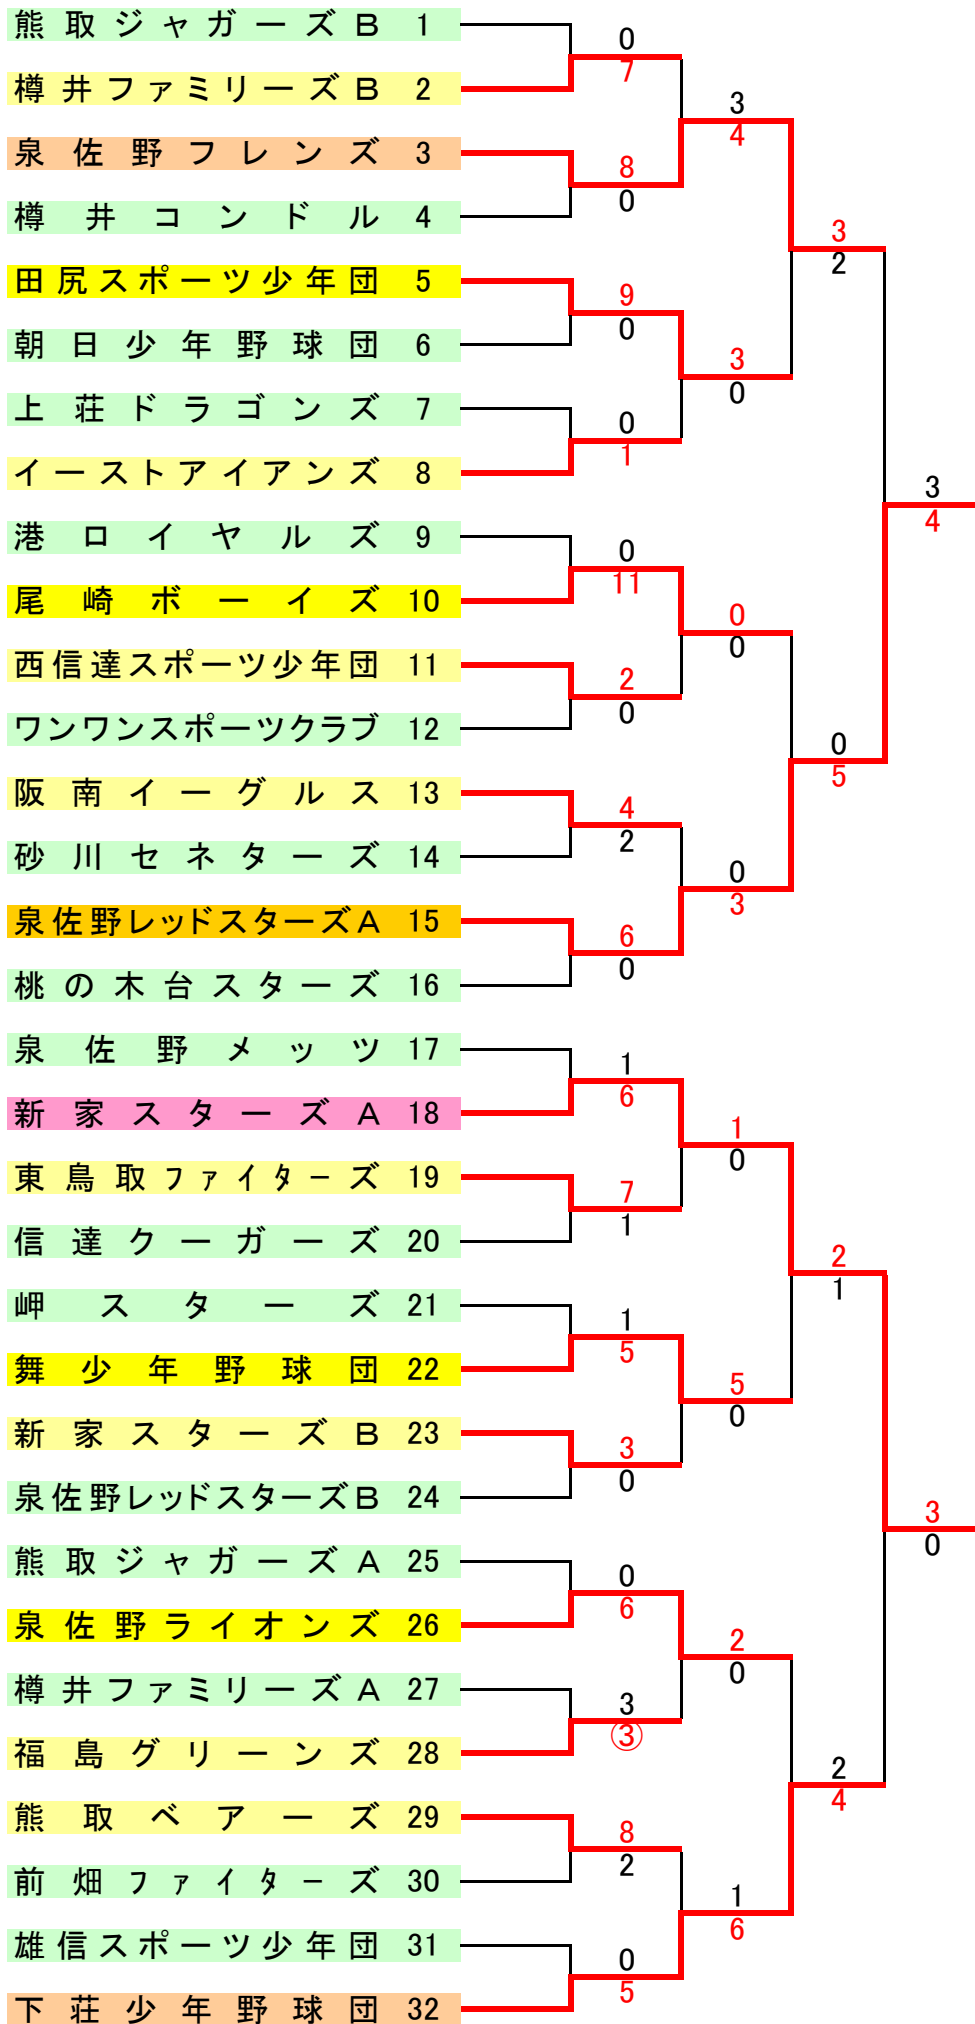 熊取ジャガーズB 1
0
7
樽井ファミリーズB 2
3
4
泉佐野フレンズ 3
8
0
樽井コンドル 4
3
2
田尻スポーツ少年団 5
9
0
朝日少年野球団 6
3
0
上荘ドラゴンズ 7
0
1
イーストアイアンズ 8
3
4
港ロイヤルズ 9
0
11
尾崎ボーイズ 10
0
0
西信達スポーツ少年団 11
2
0
ワンワンスポーツクラブ 12
0
5
阪南イーグルス 13
4
2
砂川セネターズ 14
0
3
泉佐野レッドスターズA 15
6
0
桃の木台スターズ 16
泉佐野メッツ 17
1
6
新家スターズA 18
1
0
東鳥取ファイターズ 19
7
1
信達クーガーズ 20
2
1
岬スターズ 21
1
5
舞少年野球団 22
5
0
新家スターズB 23
3
0
泉佐野レッドスターズB 24
3
0
熊取ジャガーズA 25
0
6
泉佐野ライオンズ 26
2
0
樽井ファミリーズA 27
3
③
福島グリーンズ 28
2
4
熊取ベアーズ 29
8
2
前畑ファイターズ 30
1
6
雄信スポーツ少年団 31
0
5
下荘少年野球団 32